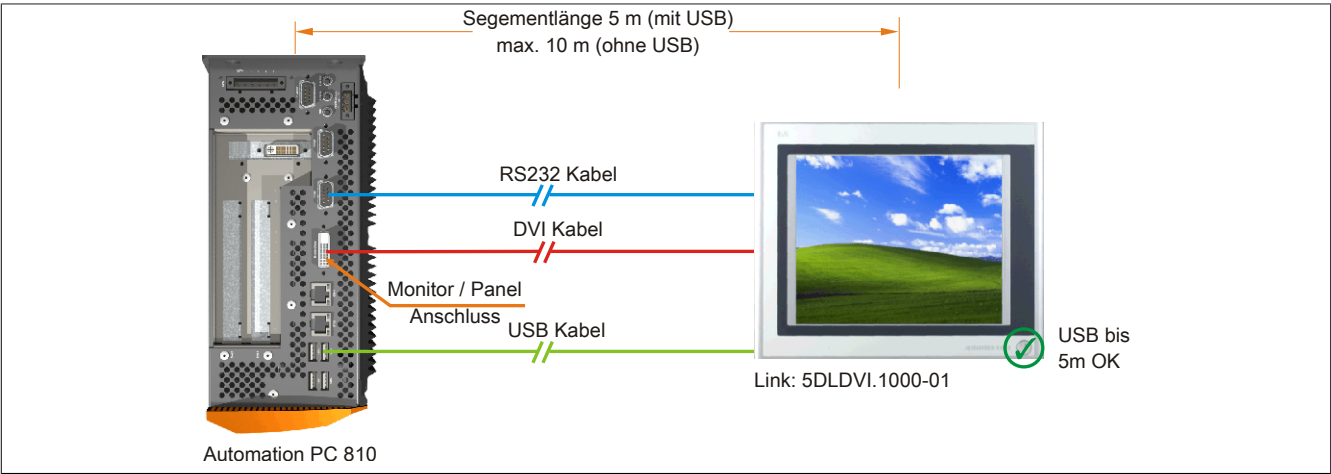 Segementlänge 5 m (mit USB)
max. 10 m (ohne USB)
RS232 Kabel
DVI Kabel
Monitor / Panel
Anschluss
USB Kabel
USB bis
5m OK
Link: 5DLDVI.1000-01
Automation PC 810